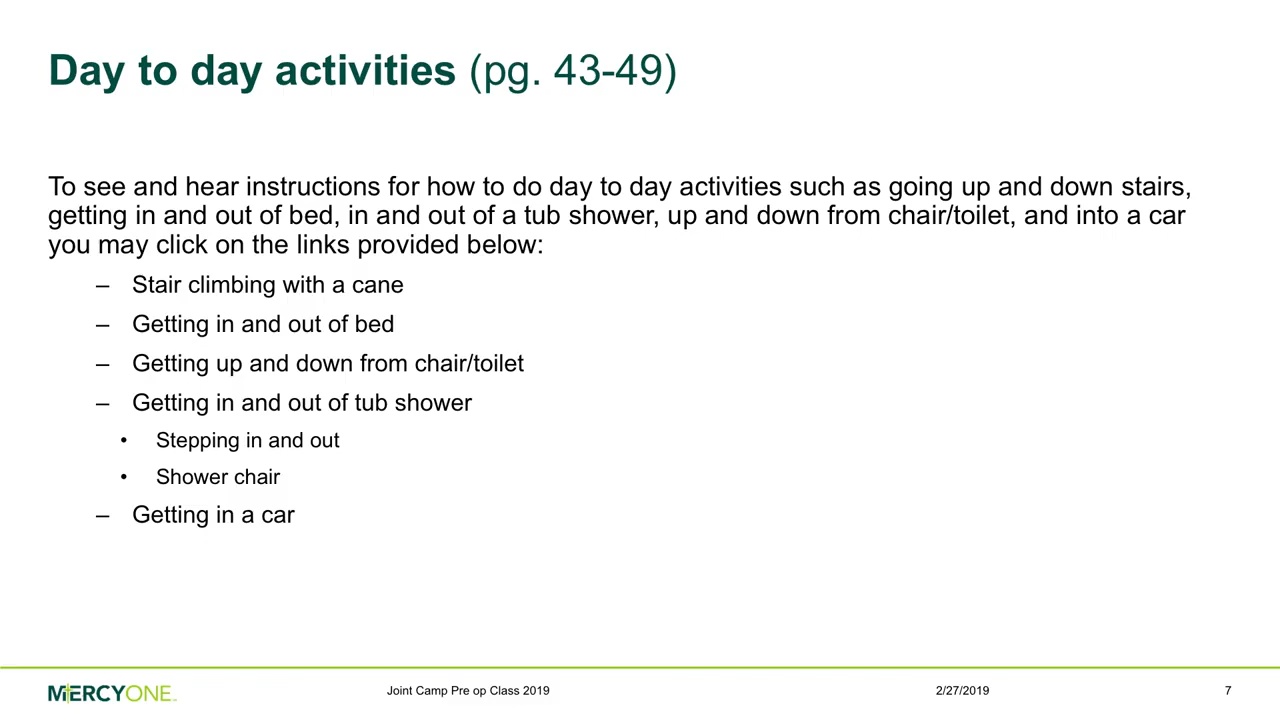 Day to day activities (pg. 43-49)
To see and hear instructions for how to do day to day activities such as going up and down stairs,
getting in and out of bed, in and out of a tub shower, up and down from chair/toilet, and into a car
you may click on the links provided below:
– Stair climbing with a cane
– Getting in and out of bed
– Getting up and down from chair/toilet
– Getting in and out of tub shower
• Stepping in and out
• Shower chair
– Getting in a car
MERCYONE
Joint Camp Pre op Class 2019
2/27/2019
7